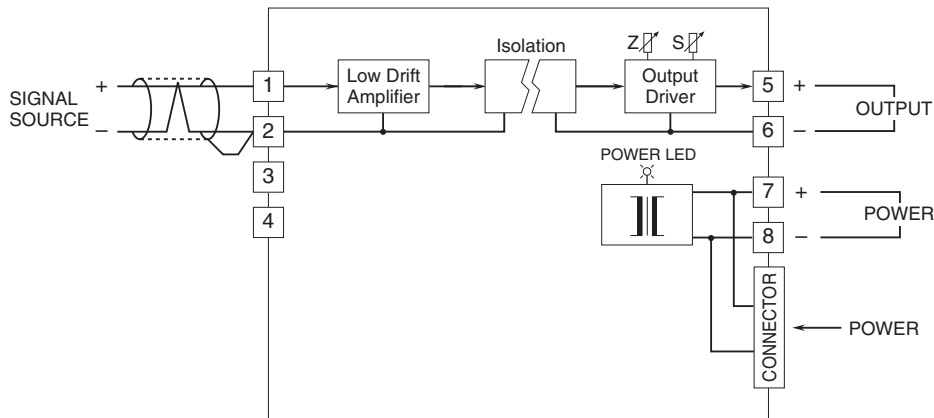 Isolation
Z
S
+
SIGNAL
SOURCE
–
1
2
3
4
Low Drift
Amplifier
Output
Driver
5
+
OUTPUT
6
–
POWER LED
7
+
POWER
8
–
CONNECTOR
POWER